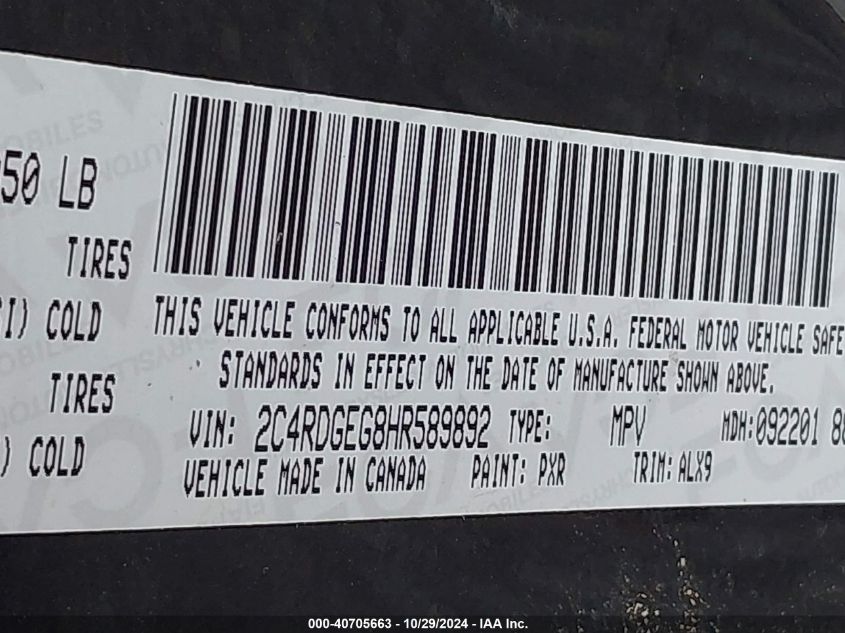 50 LB
TIRES
I) COLD
TIRES
) COLD
THIS VEHICLE CONFORMS TO ALL APPLICABLE U.S.A. FEDERAL MOTOR VEHICLE SAFE
STANDARDS IN EFFECT ON THE DATE OF MANUFACTURE SHOWN ABOVE.
VIN: 2C4RDGEG8HR589892 TYPE: MPV MDH:092201 88
VEHICLE MADE IN CANADA PAINT: PXR TRIM: ALX9
000-40705663 - 10/29/2024 - IAA Inc.